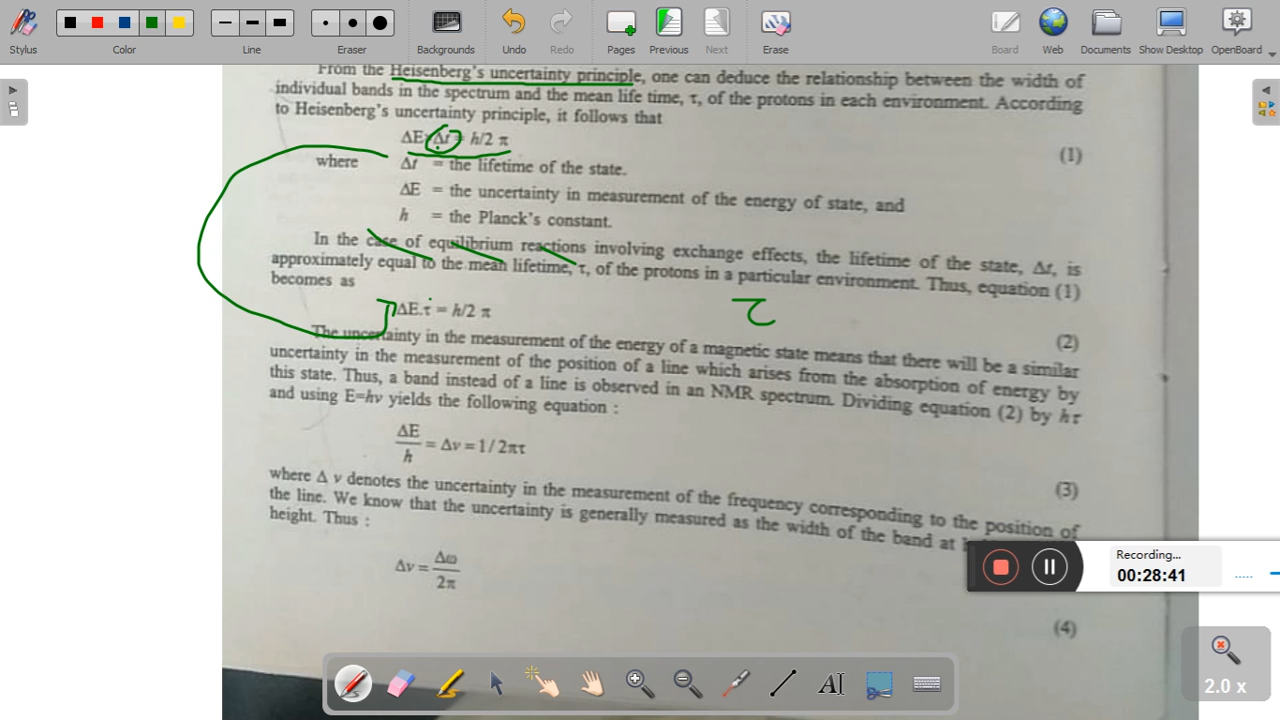 Stylus
Color
Line
Eraser
Backgrounds
Undo
Redo
Pages
Previous
Next
Erase
Board
Web
Documents
Show Desktop
OpenBoard
From the Heisenberg's uncertainty principle, one can deduce the relationship between the width of
individual bands in the spectrum and the mean life time, τ, of the protons in each environment. According
to Heisenberg's uncertainty principle, it follows that
ΔE Δt = h/2 π
(1)
where Δt = the lifetime of the state.
ΔE = the uncertainty in measurement of the energy of state, and
h = the Planck's constant.
In the case of equilibrium reactions involving exchange effects, the lifetime of the state, Δt, is
approximately equal to the mean lifetime, τ, of the protons in a particular environment. Thus, equation (1)
becomes as
ΔE.τ = h/2 π
τ
(2)
The uncertainty in the measurement of the energy of a magnetic state means that there will be a similar
uncertainty in the measurement of the position of a line which arises from the absorption of energy by
this state. Thus, a band instead of a line is observed in an NMR spectrum. Dividing equation (2) by hτ
and using E=hν yields the following equation :
ΔE/h = Δν = 1/ 2πτ
(3)
where Δ ν denotes the uncertainty in the measurement of the frequency corresponding to the position of
the line. We know that the uncertainty is generally measured as the width of the band at
height. Thus :
Δν = Δω/2π
(4)
Recording...
00:28:41
2.0 x